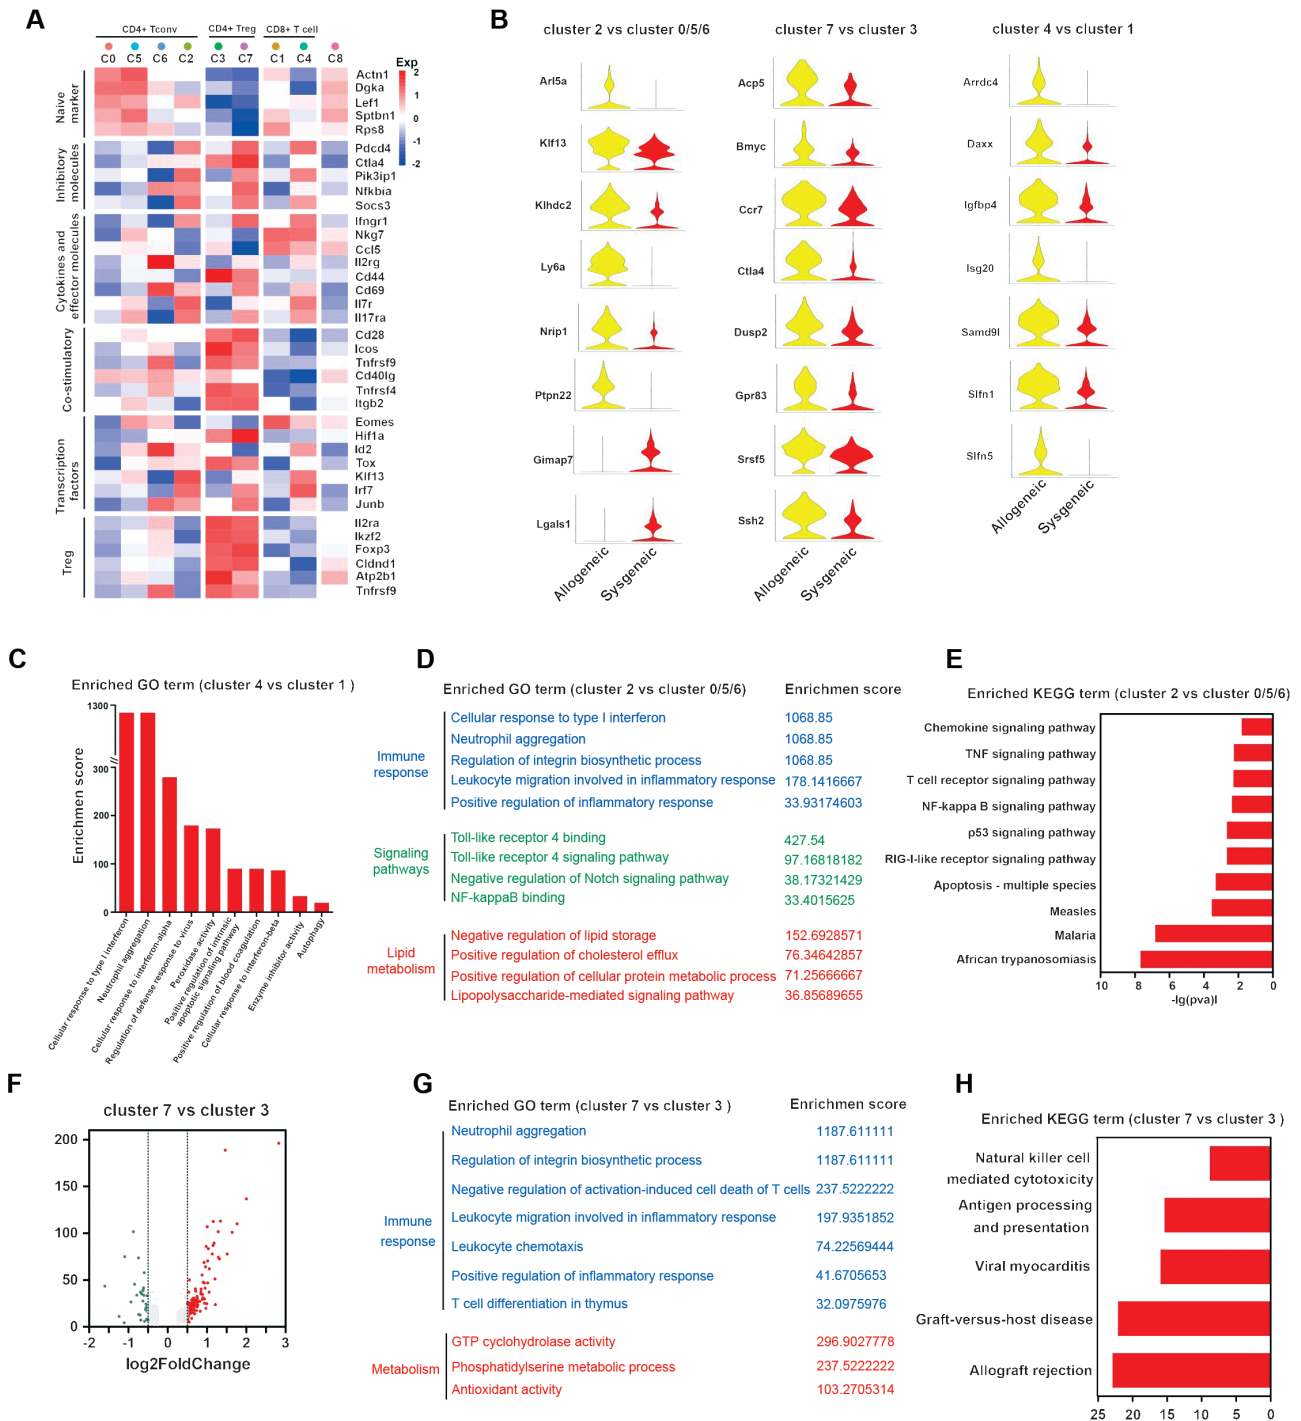 A
CD4+ Tconv CD4+ Treg CD8+ T cell
C0 C5 C6 C2 C3 C7 C1 C4 C8
Exp
2
1
0
-1
-2
Naive
marker
Actn1
Dgka
Lef1
Sptbn1
Rps8
Inhibitory
molecules
Pdcd4
Ctla4
Pik3ip1
Nfkbia
Socs3
Cytokines and
effector molecules
Ifngr1
Nkg7
Ccl5
Il2rg
Cd44
Cd69
Il7r
Il17ra
Co-stimulatory
Cd28
Icos
Tnfrsf9
Cd40lg
Tnfrsf4
Itgb2
Transcription
factors
Eomes
Hif1a
Id2
Tox
Klf13
Irf7
Junb
Treg
Il2ra
Ikzf2
Foxp3
Cldnd1
Atp2b1
Tnfrsf9
B
cluster 2 vs cluster 0/5/6
Arl5a
Klf13
Klhdc2
Ly6a
Nrip1
Ptpn22
Gimap7
Lgals1
Allogeneic
Sysgeneic
cluster 7 vs cluster 3
Acp5
Bmyc
Ccr7
Ctla4
Dusp2
Gpr83
Srsf5
Ssh2
Allogeneic
Sysgeneic
cluster 4 vs cluster 1
Arrdc4
Daxx
Igfbp4
Isg20
Samd9l
Slfn1
Slfn5
Allogeneic
Sysgeneic
C
Enriched GO term (cluster 4 vs cluster 1 )
Enrichmen score
1300
300
200
100
0
Cellular response to type I interferon
Neutrophil aggregation
Cellular response to interferon-alpha
Regulation of defense response to virus
Peroxidase activity
Positive regulation of intrinsic
apoptotic signaling pathway
Positive regulation of blood coagulation
Cellular response to interferon-beta
Enzyme inhibitor activity
Autophagy
D
Enriched GO term (cluster 2 vs cluster 0/5/6) Enrichmen score
Immune
response
Cellular response to type I interferon 1068.85
Neutrophil aggregation 1068.85
Regulation of integrin biosynthetic process 1068.85
Leukocyte migration involved in inflammatory response 178.1416667
Positive regulation of inflammatory response 33.93174603
Signaling
pathways
Toll-like receptor 4 binding 427.54
Toll-like receptor 4 signaling pathway 97.16818182
Negative regulation of Notch signaling pathway 38.17321429
NF-kappaB binding 33.4015625
Lipid
metabolism
Negative regulation of lipid storage 152.6928571
Positive regulation of cholesterol efflux 76.34642857
Positive regulation of cellular protein metabolic process 71.25666667
Lipopolysaccharide-mediated signaling pathway 36.85689655
E
Enriched KEGG term (cluster 2 vs cluster 0/5/6)
Chemokine signaling pathway
TNF signaling pathway
T cell receptor signaling pathway
NF-kappa B signaling pathway
p53 signaling pathway
RIG-I-like receptor signaling pathway
Apoptosis - multiple species
Measles
Malaria
African trypanosomiasis
10 8 6 4 2 0
-lg(pva)l
F
cluster 7 vs cluster 3
200
150
100
50
0
-2 -1 0 1 2 3
log2FoldChange
G
Enriched GO term (cluster 7 vs cluster 3 ) Enrichmen score
Immune
response
Neutrophil aggregation 1187.611111
Regulation of integrin biosynthetic process 1187.611111
Negative regulation of activation-induced cell death of T cells 237.5222222
Leukocyte migration involved in inflammatory response 197.9351852
Leukocyte chemotaxis 74.22569444
Positive regulation of inflammatory response 41.6705653
T cell differentiation in thymus 32.0975976
Metabolism
GTP cyclohydrolase activity 296.9027778
Phosphatidylserine metabolic process 237.5222222
Antioxidant activity 103.2705314
H
Enriched KEGG term (cluster 7 vs cluster 3 )
Natural killer cell
mediated cytotoxicity
Antigen processing
and presentation
Viral myocarditis
Graft-versus-host disease
Allograft rejection
25 20 15 10 5 0